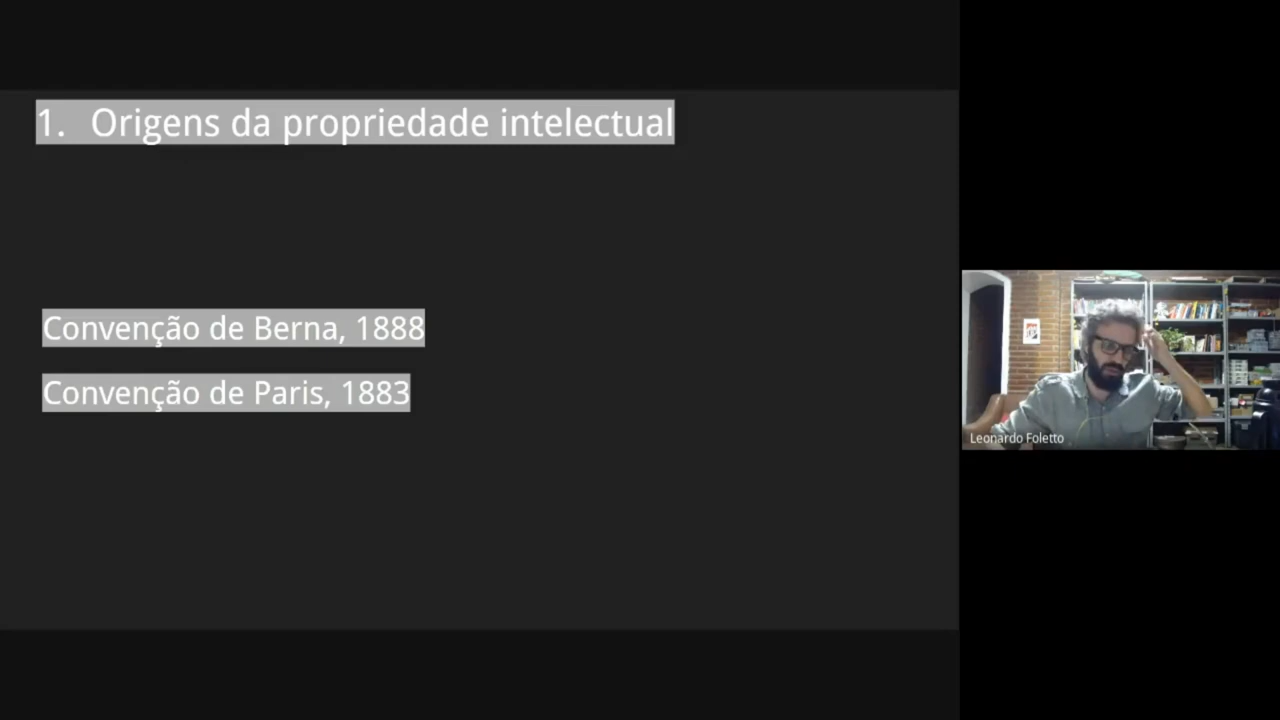 1. Origens da propriedade intelectual
Convenção de Berna, 1888
Convenção de Paris, 1883
Leonardo Foletto